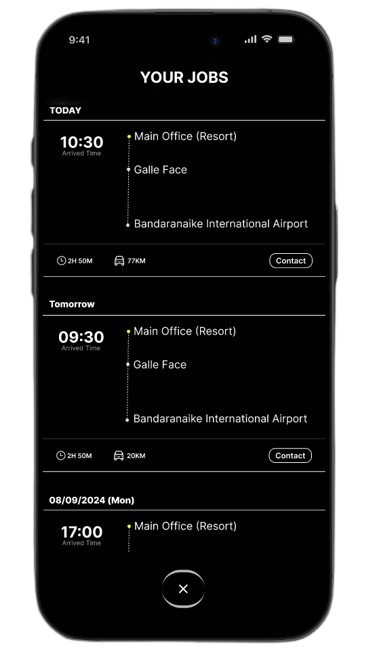 9:41
YOUR JOBS
TODAY
10:30
Arrived Time
Main Office (Resort)
Galle Face
Bandaranaike International Airport
2H 50M
77KM
Contact
Tomorrow
09:30
Arrived Time
Main Office (Resort)
Galle Face
Bandaranaike International Airport
2H 50M
20KM
Contact
08/09/2024 (Mon)
17:00
Arrived Time
Main Office (Resort)